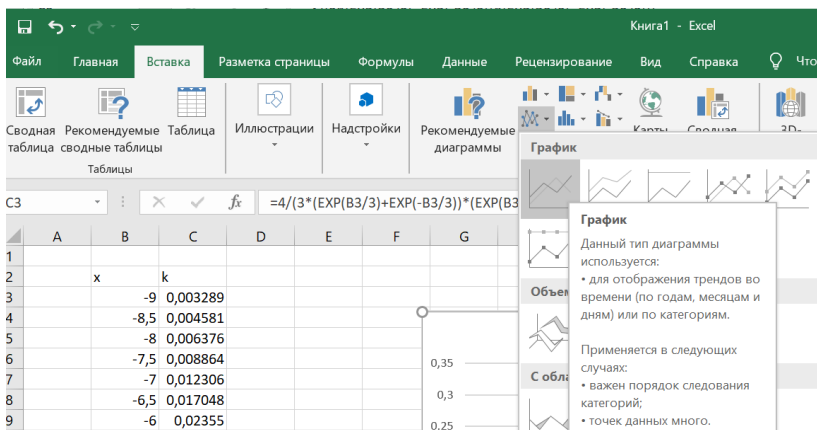 Книга1 - Excel
Файл Главная Вставка Разметка страницы Формулы Данные Рецензирование Вид Справка Что
Сводная таблица
Рекомендуемые сводные таблицы
Таблица
Иллюстрации
Надстройки
Рекомендуемые диаграммы
Карты
Сводная
3D-
Таблицы
График
C3 fx =4/(3*(EXP(B3/3)+EXP(-B3/3))*(EXP(B3
A B C D E F G
1
2 x k
3 -9 0,003289
4 -8,5 0,004581
5 -8 0,006376
6 -7,5 0,008864
7 -7 0,012306
8 -6,5 0,017048
9 -6 0,02355
0,35
0,3
0,25
График
Данный тип диаграммы
используется:
• для отображения трендов во
времени (по годам, месяцам и
дням) или по категориям.
Применяется в следующих
случаях:
• важен порядок следования
категорий;
• точек данных много.
Объем
С обла